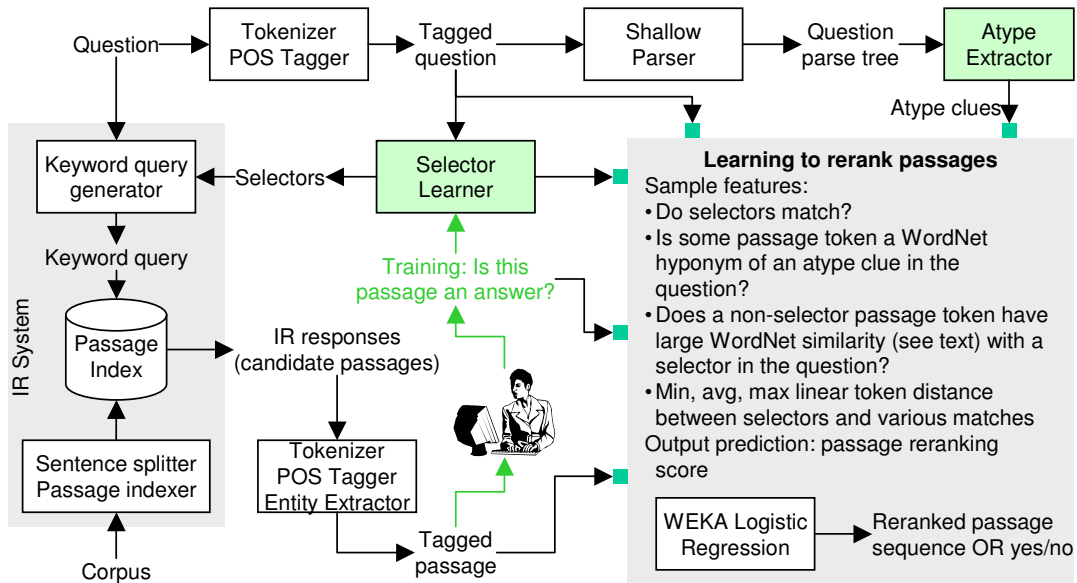 Question
Tokenizer
POS Tagger
Tagged
question
Shallow
Parser
Question
parse tree
Atype
Extractor
Atype clues
IR System
Keyword query
generator
Selectors
Selector
Learner
Keyword query
Passage
Index
Training: Is this
passage an answer?
IR responses
(candidate passages)
Sentence splitter
Passage indexer
Tokenizer
POS Tagger
Entity Extractor
Corpus
Tagged
passage
Learning to rerank passages
Sample features:
• Do selectors match?
• Is some passage token a WordNet
hyponym of an atype clue in the
question?
• Does a non-selector passage token have
large WordNet similarity (see text) with a
selector in the question?
• Min, avg, max linear token distance
between selectors and various matches
Output prediction: passage reranking
score
WEKA Logistic
Regression
Reranked passage
sequence OR yes/no